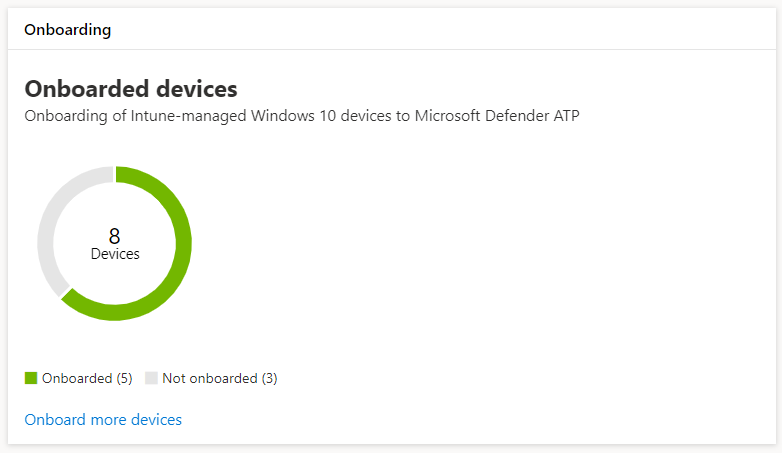 Onboarding
Onboarded devices
Onboarding of Intune-managed Windows 10 devices to Microsoft Defender ATP
8
Devices
Onboarded (5) Not onboarded (3)
Onboard more devices